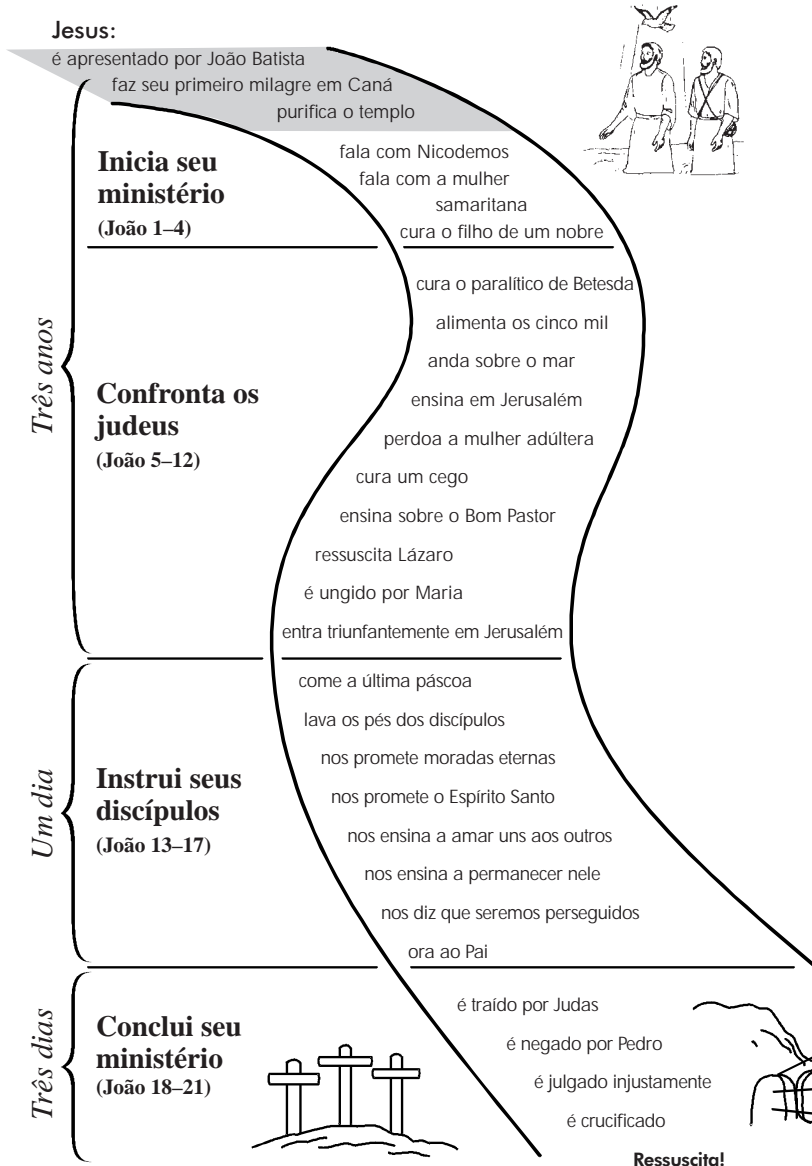 Jesus:
é apresentado por João Batista
faz seu primeiro milagre em Caná
purifica o templo
Três anos
Inicia seu
ministério
(João 1–4)
fala com Nicodemos
fala com a mulher
samaritana
cura o filho de um nobre
Confronta os
judeus
(João 5–12)
cura o paralítico de Betesda
alimenta os cinco mil
anda sobre o mar
ensina em Jerusalém
perdoa a mulher adúltera
cura um cego
ensina sobre o Bom Pastor
ressuscita Lázaro
é ungido por Maria
entra triunfantemente em Jerusalém
Um dia
Instrui seus
discípulos
(João 13–17)
come a última páscoa
lava os pés dos discípulos
nos promete moradas eternas
nos promete o Espírito Santo
nos ensina a amar uns aos outros
nos ensina a permanecer nele
nos diz que seremos perseguidos
ora ao Pai
Três dias
Conclui seu
ministério
(João 18–21)
é traído por Judas
é negado por Pedro
é julgado injustamente
é crucificado
Ressuscita!